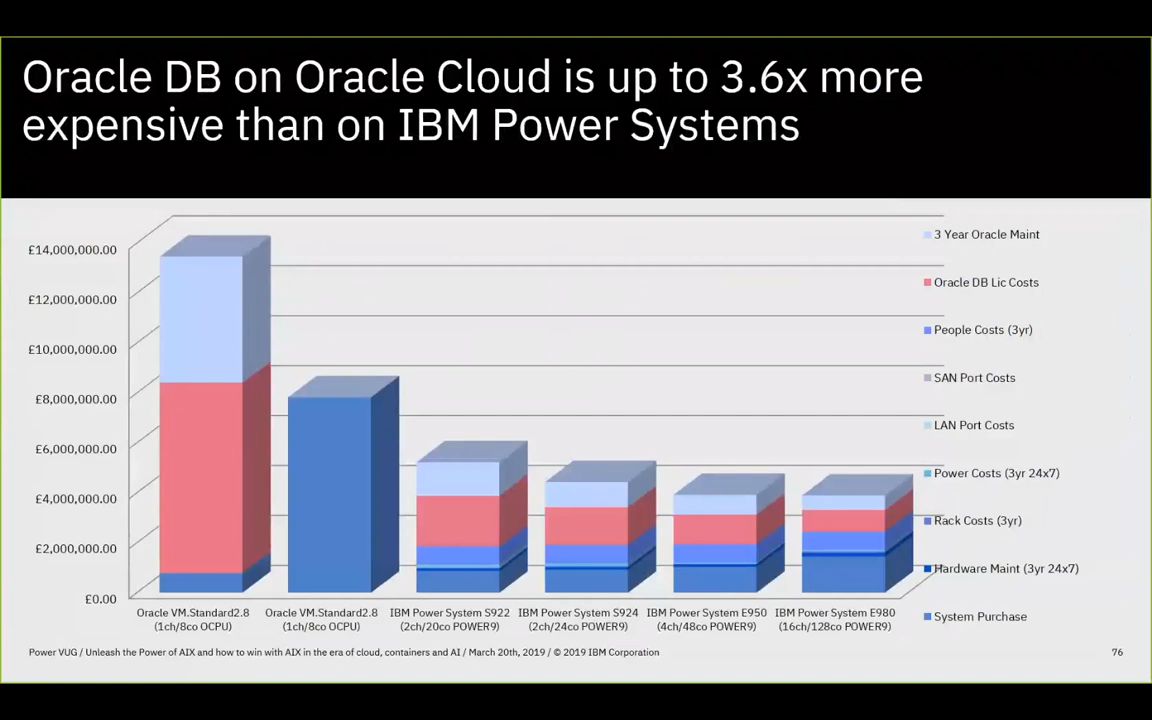 Oracle DB on Oracle Cloud is up to 3.6x more
expensive than on IBM Power Systems
£14,000,000.00
£12,000,000.00
£10,000,000.00
£8,000,000.00
£6,000,000.00
£4,000,000.00
£2,000,000.00
£0.00
Oracle VM.Standard2.8
(1ch/8co OCPU)
Oracle VM.Standard2.8
(1ch/8co OCPU)
IBM Power System S922
(2ch/20co POWER9)
IBM Power System S924
(2ch/24co POWER9)
IBM Power System E950
(4ch/48co POWER9)
IBM Power System E980
(16ch/128co POWER9)
3 Year Oracle Maint
Oracle DB Lic Costs
People Costs (3yr)
SAN Port Costs
LAN Port Costs
Power Costs (3yr 24x7)
Rack Costs (3yr)
Hardware Maint (3yr 24x7)
System Purchase
Power VUG / Unleash the Power of AIX and how to win with AIX in the era of cloud, containers and AI / March 20th, 2019 / © 2019 IBM Corporation
76